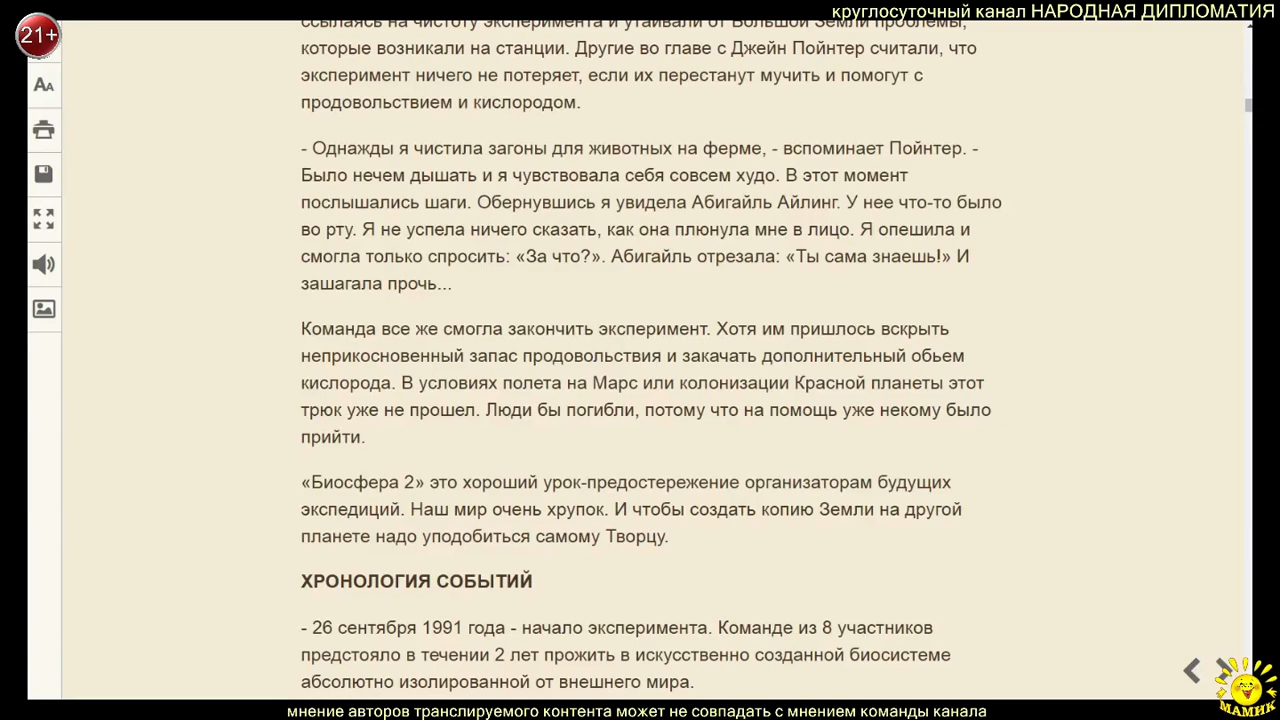 круглосуточный канал НАРОДНАЯ ДИПЛОМАТИЯ
21+
ссылаясь на чистоту эксперимента и утаивали от Большой Земли проблемы,
которые возникали на станции. Другие во главе с Джейн Пойнтер считали, что
эксперимент ничего не потеряет, если их перестанут мучить и помогут с
продовольствием и кислородом.
- Однажды я чистила загоны для животных на ферме, - вспоминает Пойнтер. -
Было нечем дышать и я чувствовала себя совсем худо. В этот момент
послышались шаги. Обернувшись я увидела Абигайль Айлинг. У нее что-то было
во рту. Я не успела ничего сказать, как она плюнула мне в лицо. Я опешила и
смогла только спросить: «За что?». Абигайль отрезала: «Ты сама знаешь!» И
зашагала прочь...
Команда все же смогла закончить эксперимент. Хотя им пришлось вскрыть
неприкосновенный запас продовольствия и закачать дополнительный обьем
кислорода. В условиях полета на Марс или колонизации Красной планеты этот
трюк уже не прошел. Люди бы погибли, потому что на помощь уже некому было
прийти.
«Биосфера 2» это хороший урок-предостережение организаторам будущих
экспедиций. Наш мир очень хрупок. И чтобы создать копию Земли на другой
планете надо уподобиться самому Творцу.
ХРОНОЛОГИЯ СОБЫТИЙ
- 26 сентября 1991 года - начало эксперимента. Команде из 8 участников
предстояло в течении 2 лет прожить в искусственно созданной биосистеме
абсолютно изолированной от внешнего мира.
МАМИК
мнение авторов транслируемого контента может не совпадать с мнением команды канала